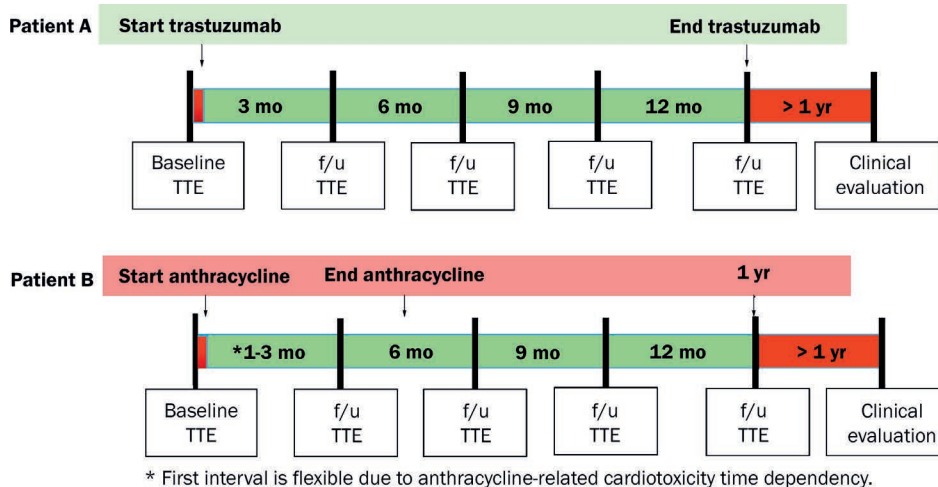 Patient A
Start trastuzumab
End trastuzumab
3 mo
6 mo
9 mo
12 mo
> 1 yr
Baseline
TTE
f/u
TTE
f/u
TTE
f/u
TTE
f/u
TTE
Clinical
evaluation
Patient B
Start anthracycline
End anthracycline
1 yr
*1-3 mo
6 mo
9 mo
12 mo
> 1 yr
Baseline
TTE
f/u
TTE
f/u
TTE
f/u
TTE
f/u
TTE
Clinical
evaluation
* First interval is flexible due to anthracycline-related cardiotoxicity time dependency.